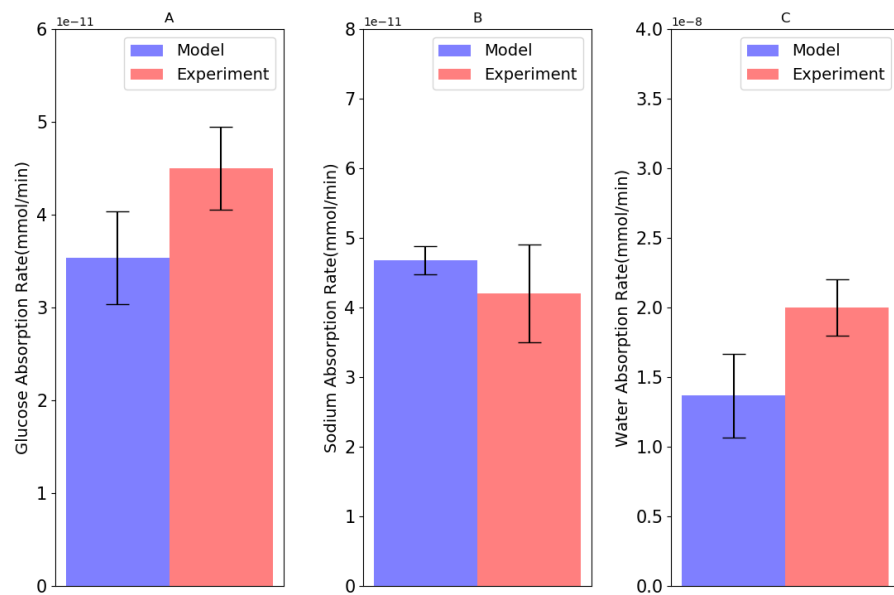 A
1e−11
Glucose Absorption Rate(mmol/min)
6
5
4
3
2
1
0
Model
Experiment
B
1e−11
Sodium Absorption Rate(mmol/min)
8
7
6
5
4
3
2
1
0
Model
Experiment
C
1e−8
Water Absorption Rate(mmol/min)
4.0
3.5
3.0
2.5
2.0
1.5
1.0
0.5
0.0
Model
Experiment